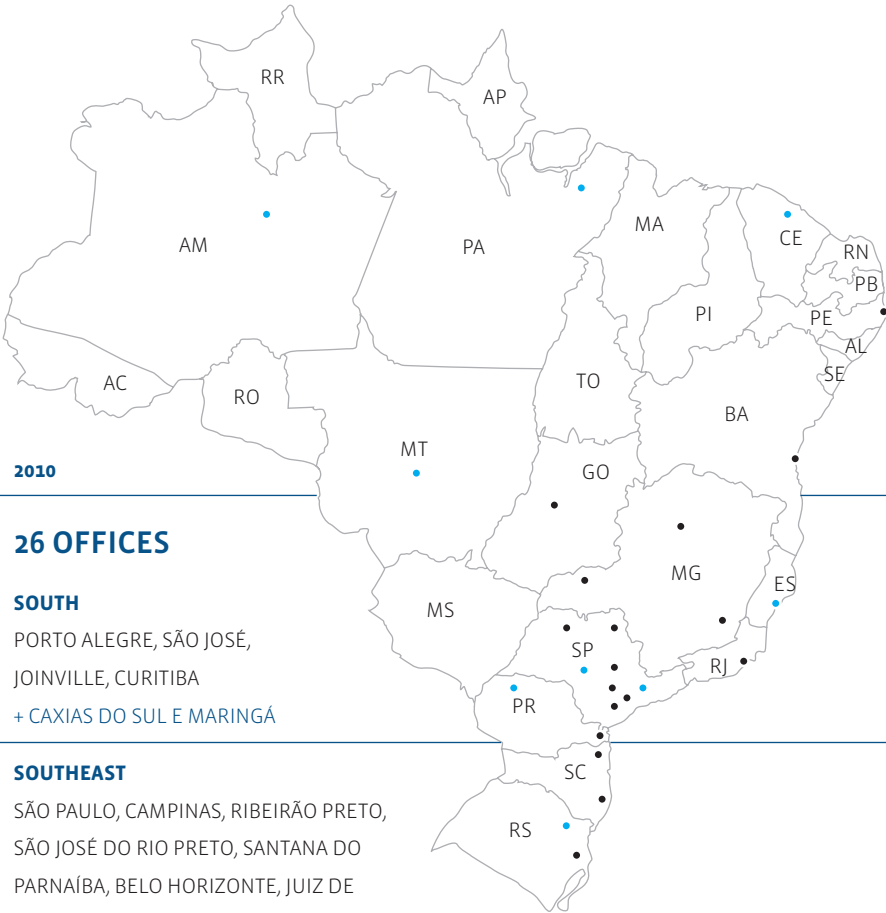 RR
AP
AM
PA
MA
CE
RN
PB
PI
PE
AL
SE
AC
RO
TO
BA
MT
GO
2010
26 OFFICES
MG
ES
MS
SOUTH
PORTO ALEGRE, SÃO JOSÉ,
JOINVILLE, CURITIBA
+ CAXIAS DO SUL E MARINGÁ
SP
RJ
PR
SC
RS
SOUTHEAST
SÃO PAULO, CAMPINAS, RIBEIRÃO PRETO,
SÃO JOSÉ DO RIO PRETO, SANTANA DO
PARNAÍBA, BELO HORIZONTE, JUIZ DE